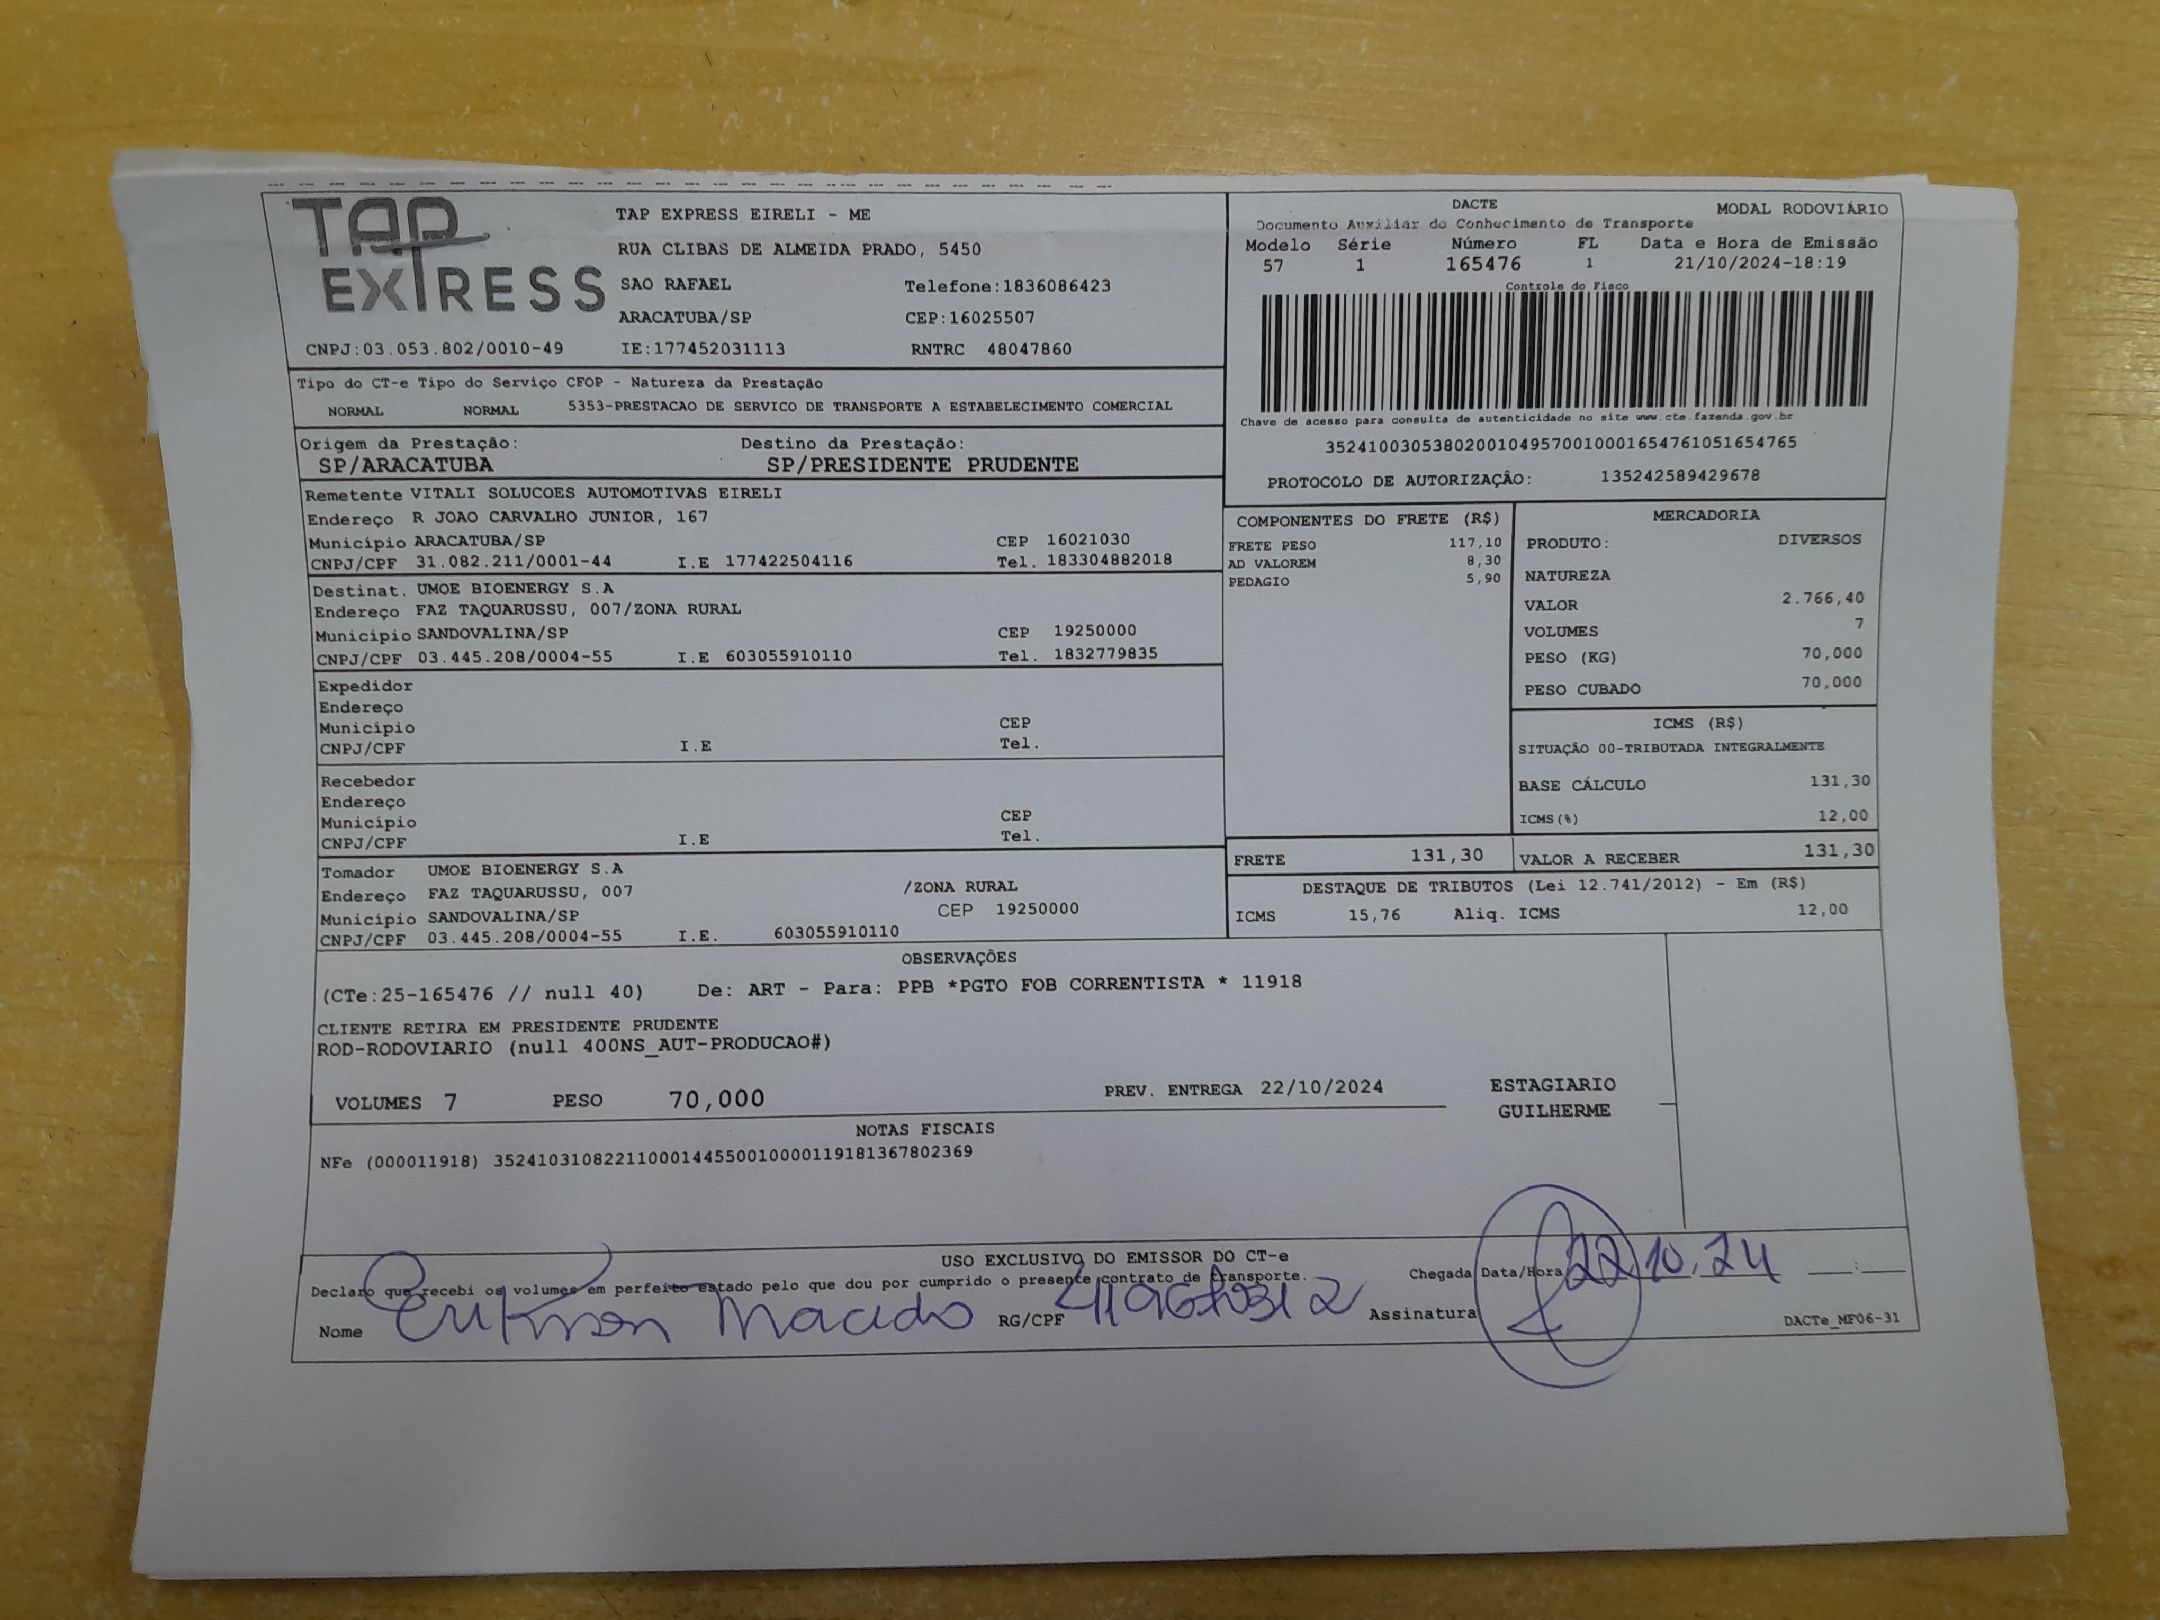 TAP EXPRESS
TAP EXPRESS EIRELI - ME
RUA CLIBAS DE ALMEIDA PRADO, 5450
SAO RAFAEL Telefone:1836086423
ARACATUBA/SP CEP:16025507
CNPJ:03.053.802/0010-49 IE:177452031113 RNTRC 48047860
DACTE MODAL RODOVIÁRIO
Documento Auxiliar do Conhecimento de Transporte
Modelo Série Número FL Data e Hora de Emissão
57 1 165476 1 21/10/2024-18:19
Controle do Fisco
Chave de acesso para consulta de autenticidade no site www.cte.fazenda.gov.br
35241003053802001049570010001654761051654765
PROTOCOLO DE AUTORIZAÇÂO: 135242589429678
Tipo do CT-e Tipo do Serviço CFOP - Natureza da Prestação
NORMAL NORMAL 5353-PRESTACAO DE SERVICO DE TRANSPORTE A ESTABELECIMENTO COMERCIAL
Origem da Prestação: Destino da Prestação:
SP/ARACATUBA SP/PRESIDENTE PRUDENTE
Remetente VITALI SOLUCOES AUTOMOTIVAS EIRELI
Endereço R JOAO CARVALHO JUNIOR, 167
Município ARACATUBA/SP CEP 16021030
CNPJ/CPF 31.082.211/0001-44 I.E 177422504116 Tel. 183304882018
Destinat. UMOE BIOENERGY S.A
Endereço FAZ TAQUARUSSU, 007/ZONA RURAL
Município SANDOVALINA/SP CEP 19250000
CNPJ/CPF 03.445.208/0004-55 I.E 603055910110 Tel. 1832779835
Expedidor
Endereço
Município CEP
CNPJ/CPF I.E Tel.
Recebedor
Endereço
Município CEP
CNPJ/CPF I.E Tel.
Tomador UMOE BIOENERGY S.A
Endereço FAZ TAQUARUSSU, 007 /ZONA RURAL
Município SANDOVALINA/SP CEP 19250000
CNPJ/CPF 03.445.208/0004-55 I.E. 603055910110
COMPONENTES DO FRETE (R$)
FRETE PESO 117,10
AD VALOREM 8,30
PEDAGIO 5,90
MERCADORIA
PRODUTO: DIVERSOS
NATUREZA
VALOR 2.766,40
VOLUMES 7
PESO (KG) 70,000
PESO CUBADO 70,000
ICMS (R$)
SITUAÇÃO 00-TRIBUTADA INTEGRALMENTE
BASE CÁLCULO 131,30
ICMS(%) 12,00
FRETE 131,30 VALOR A RECEBER 131,30
DESTAQUE DE TRIBUTOS (Lei 12.741/2012) - Em (R$)
ICMS 15,76 Aliq. ICMS 12,00
OBSERVAÇÕES
(CTe:25-165476 // null 40) De: ART - Para: PPB *PGTO FOB CORRENTISTA * 11918
CLIENTE RETIRA EM PRESIDENTE PRUDENTE
ROD-RODOVIARIO (null 400NS_AUT-PRODUCAO#)
VOLUMES 7 PESO 70,000 PREV. ENTREGA 22/10/2024 ESTAGIARIO
GUILHERME
NOTAS FISCAIS
NFe (000011918) 35241031082211000144550010000119181367802369
USO EXCLUSIVO DO EMISSOR DO CT-e
Declaro que recebi os volumes em perfeito estado pelo que dou por cumprido o presente contrato de transporte. Chegada Data/Hora 22.10.24 :
Nome Erikson Macedo RG/CPF Assinatura
DACTe_MF06-31